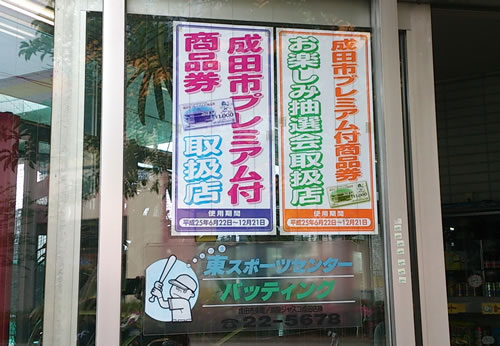 成田市プレミアム付
商品券
取扱店
¥1,000
使用期間
平成25年6月22日~12月21日
成田市プレミアム付商品券
お楽しみ抽選会取扱店
使用期間
平成25年6月22日~12月21日
東スポーツセンター
バッティング
☎22-5678